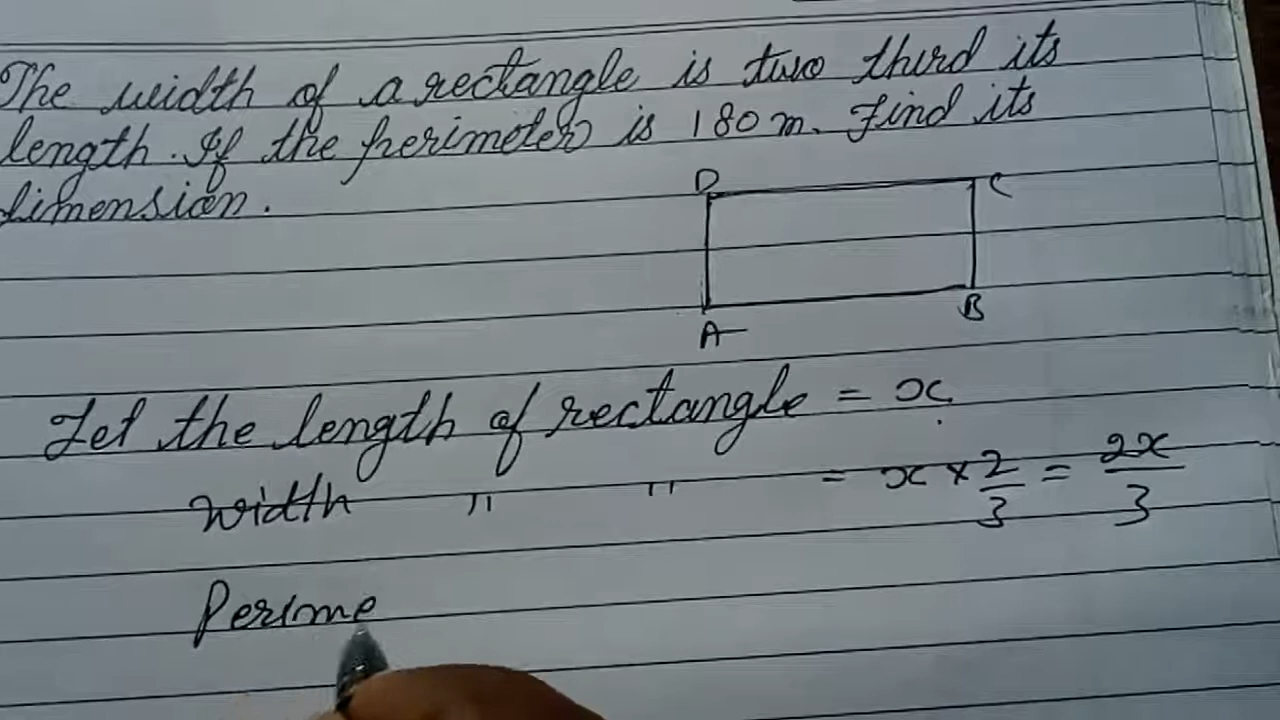 The width of a rectangle is two third its
length. If the perimeter is 180 m. Find its
dimension.
D C
A B
Let the length of rectangle = x.
width " " = x × 2/3 = 2x/3
Perime